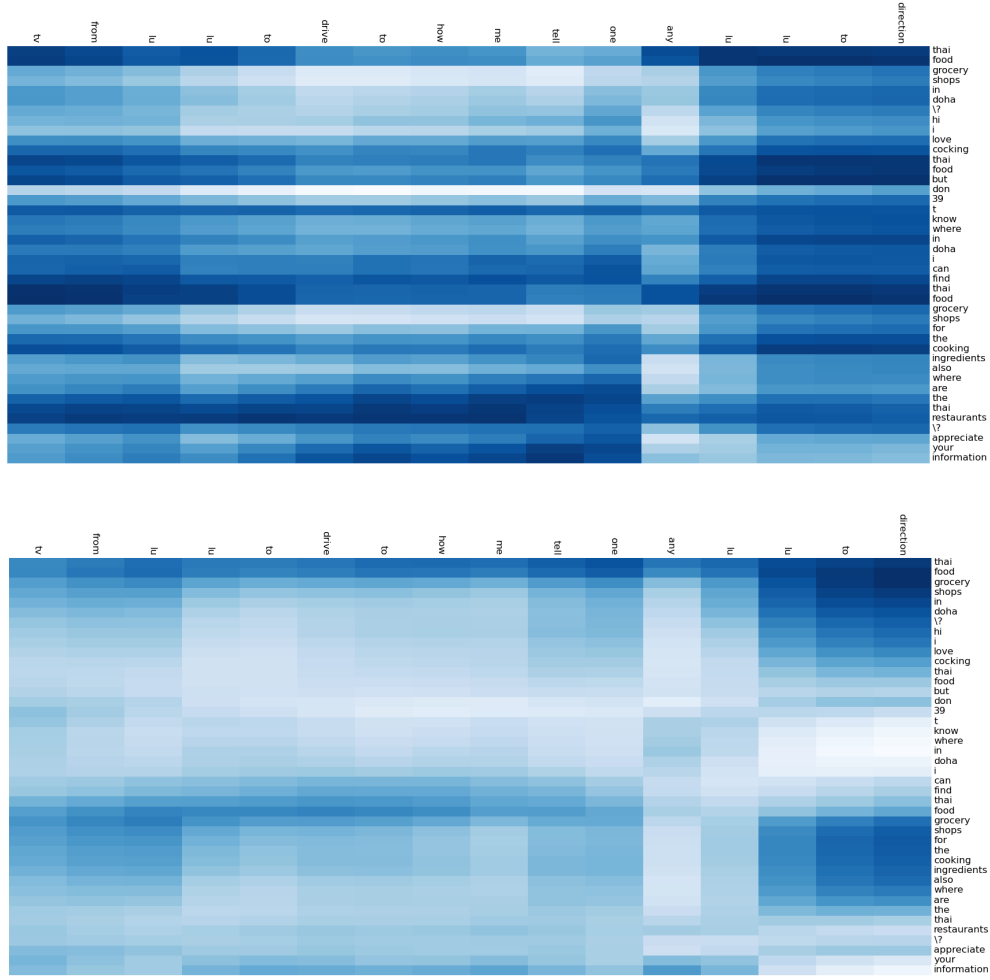 tv from lu lu to drive to how me tell one any lu lu to direction
thai
food
grocery
shops
in
doha
\?
hi
i
love
cocking
thai
food
but
don
39
t
know
where
in
doha
i
can
find
thai
food
grocery
shops
for
the
cooking
ingredients
also
where
are
the
thai
restaurants
\?
appreciate
your
information
tv from lu lu to drive to how me tell one any lu lu to direction
thai
food
grocery
shops
in
doha
\?
hi
i
love
cocking
thai
food
but
don
39
t
know
where
in
doha
i
can
find
thai
food
grocery
shops
for
the
cooking
ingredients
also
where
are
the
thai
restaurants
\?
appreciate
your
information